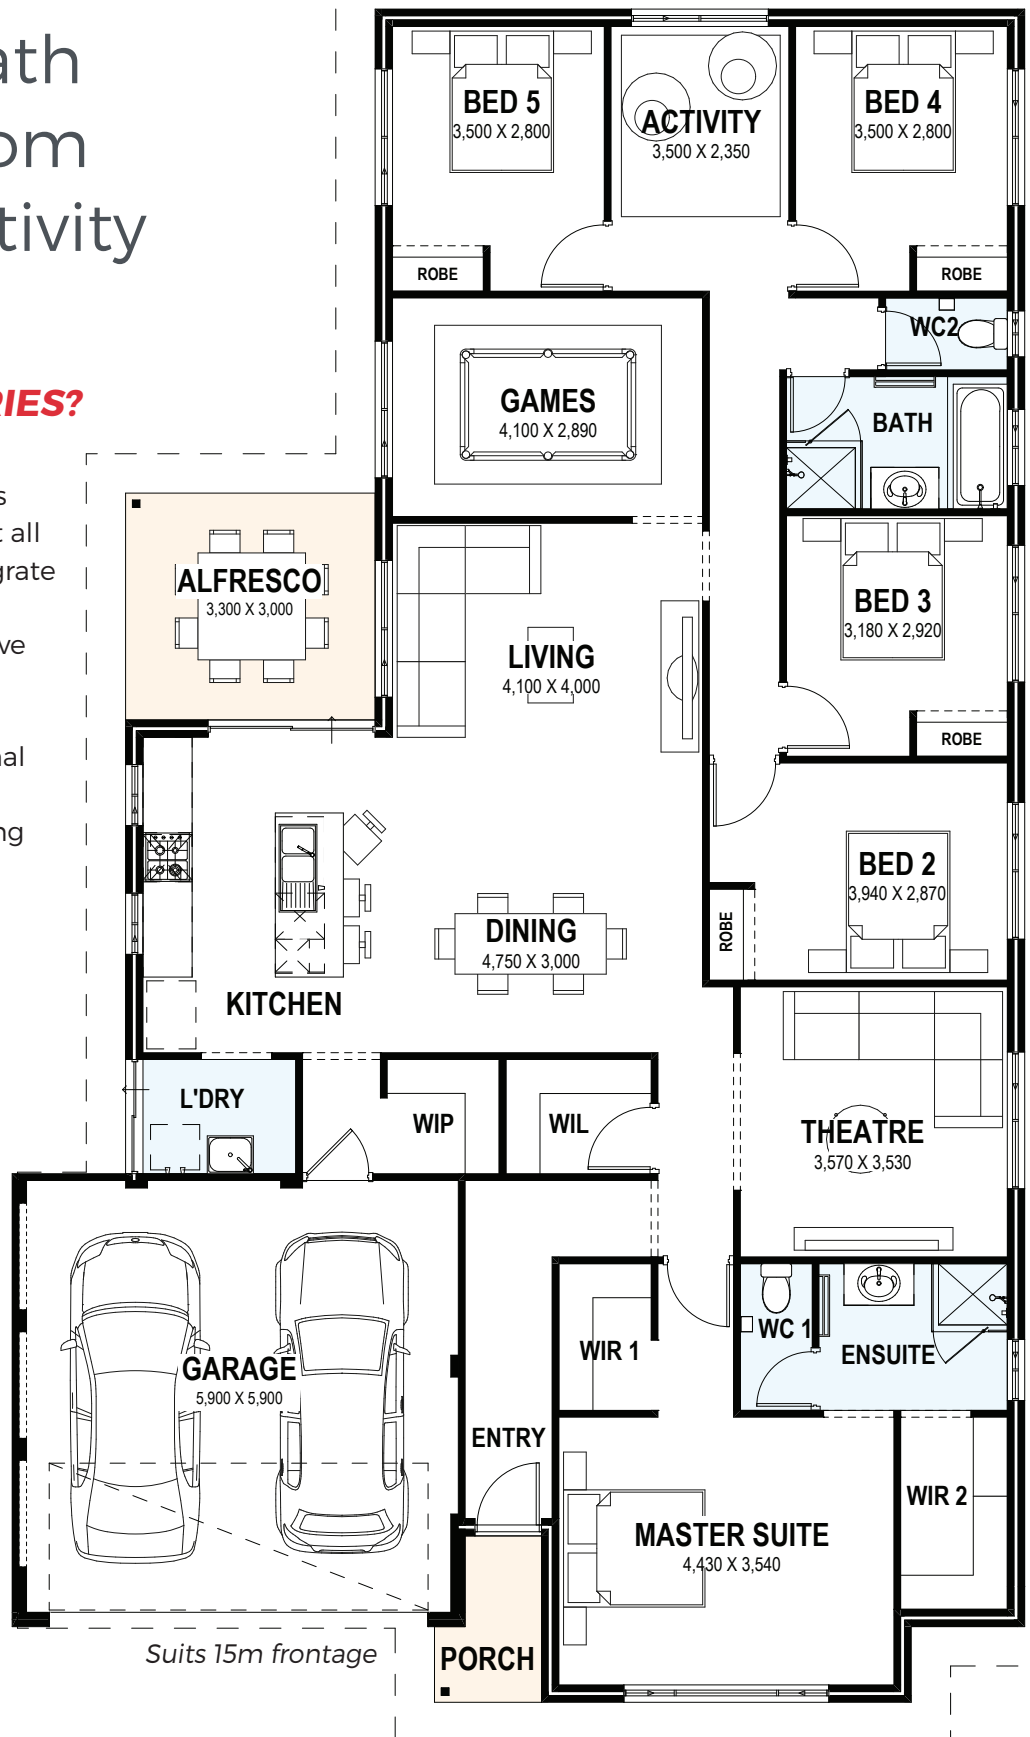 ath
om
tivity
RIES?
s
t all
grate
ve
al
ng
BED 5
3,500 X 2,800
ACTIVITY
3,500 X 2,350
BED 4
3,500 X 2,800
ROBE
ROBE
WC2
GAMES
4,100 X 2,890
BATH
ALFRESCO
3,300 X 3,000
LIVING
4,100 X 4,000
BED 3
3,180 X 2,920
ROBE
BED 2
3,940 X 2,870
ROBE
DINING
4,750 X 3,000
KITCHEN
L'DRY
WIP
WIL
THEATRE
3,570 X 3,530
GARAGE
5,900 X 5,900
WIR 1
WC 1
ENSUITE
ENTRY
WIR 2
MASTER SUITE
4,430 X 3,540
PORCH
Suits 15m frontage